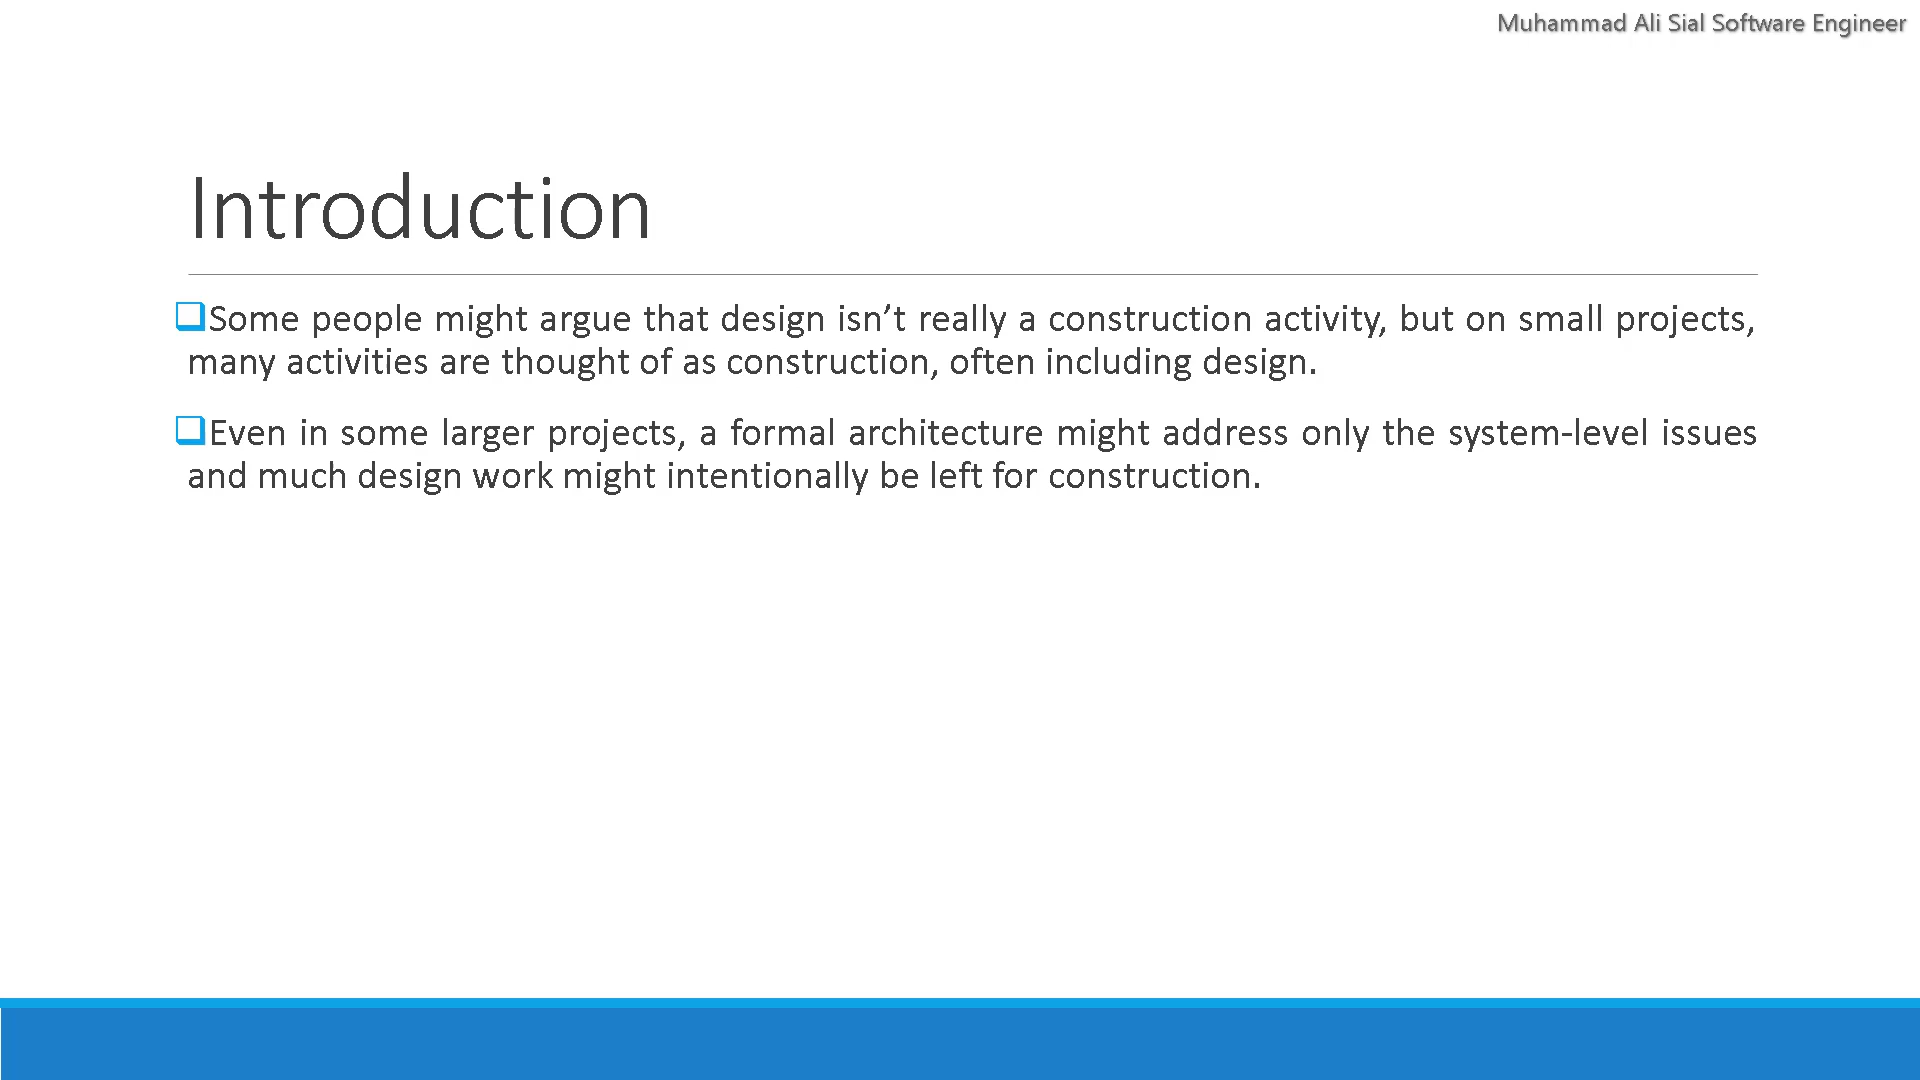 Muhammad Ali Sial Software Engineer
Introduction
❑Some people might argue that design isn’t really a construction activity, but on small projects,
many activities are thought of as construction, often including design.
❑Even in some larger projects, a formal architecture might address only the system-level issues
and much design work might intentionally be left for construction.